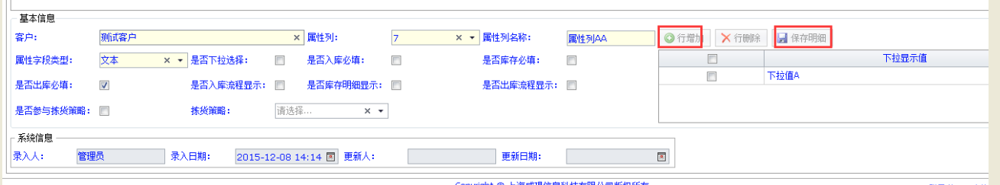 基本信息
客户： 测试客户 属性列： 7 属性列名称： 属性列AA 行增加 行删除 保存明细
属性字段类型： 文本 是否下拉选择： 是否入库必填： 是否库存必填： 下拉显示值
是否出库必填： 是否入库流程显示： 是否库存明细显示： 是否出库流程显示： 下拉值A
是否参与拣货策略： 拣货策略： 请选择...
系统信息
录入人： 管理员 录入日期： 2015-12-08 14:14 更新人： 更新日期：